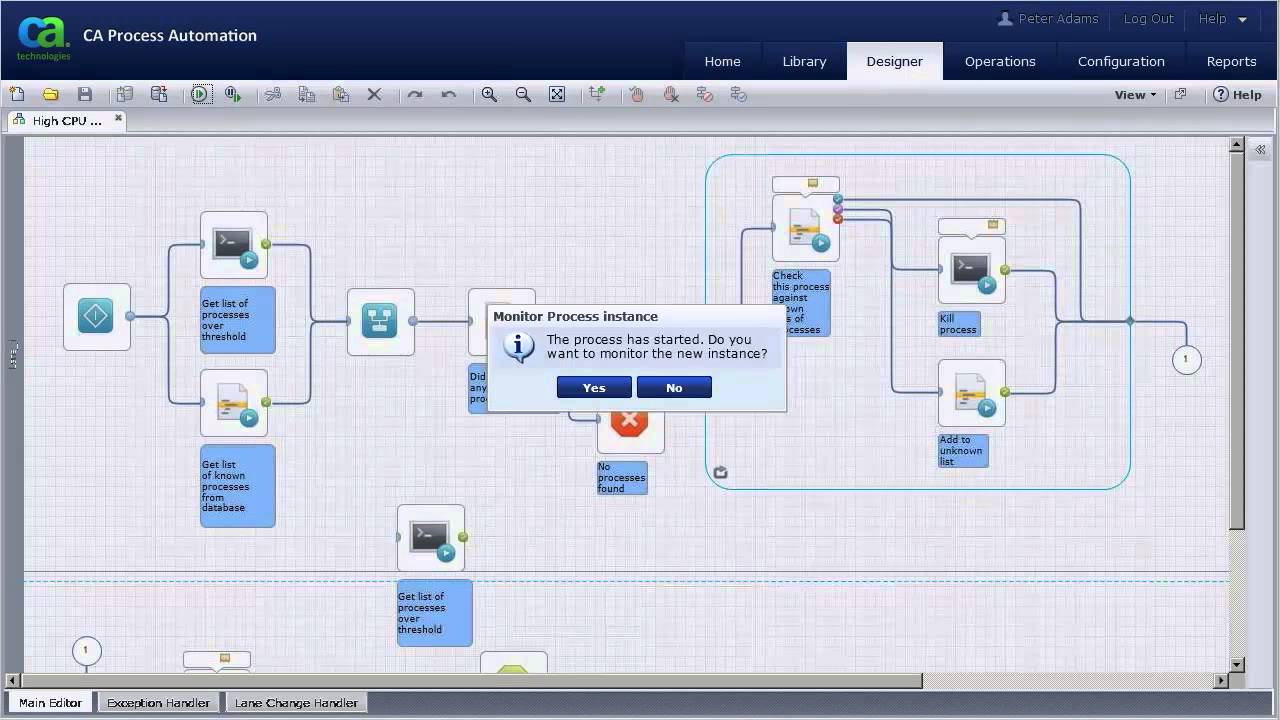 Peter Adams
Log Out
Help
ca
technologies
CA Process Automation
Home
Library
Designer
Operations
Configuration
Reports
View
Help
High CPU ...
Get list of
processes
over
threshold
Get list
of known
processes
from
database
Did
any
Monitor Process instance
The process has started. Do you
want to monitor the new instance?
Yes
No
No
processes
found
Check
this process
against
Kill
process
Add to
unknown
list
1
Get list of
processes
over
threshold
1
Main Editor
Exception Handler
Lane Change Handler